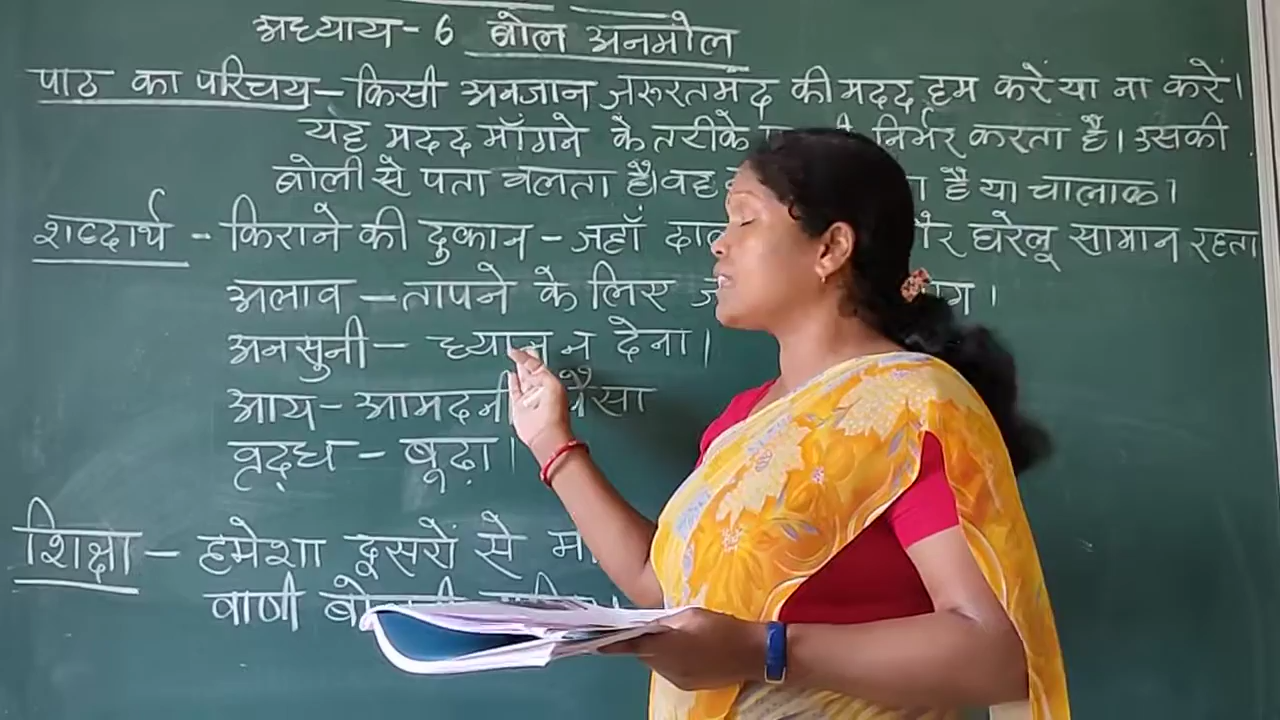 अध्याय- 6 बोल अनमोल
पाठ का परिचय- किसी अनजान ज़रूरतमंद की मदद हम करें या ना करें।
यह मदद माँगने के तरीके निर्भर करता है। उसकी
बोली से पता चलता है। वह है या चालाक।
शब्दार्थ - किराने की दुकान - जहाँ घरेलू सामान रहता
अलाव - तापने के लिए
अनसुनी - ध्यान न देना।
आय - आमदनी पैसा
वृद्ध - बूढ़ा।
शिक्षा - हमेशा दूसरों से
वाणी